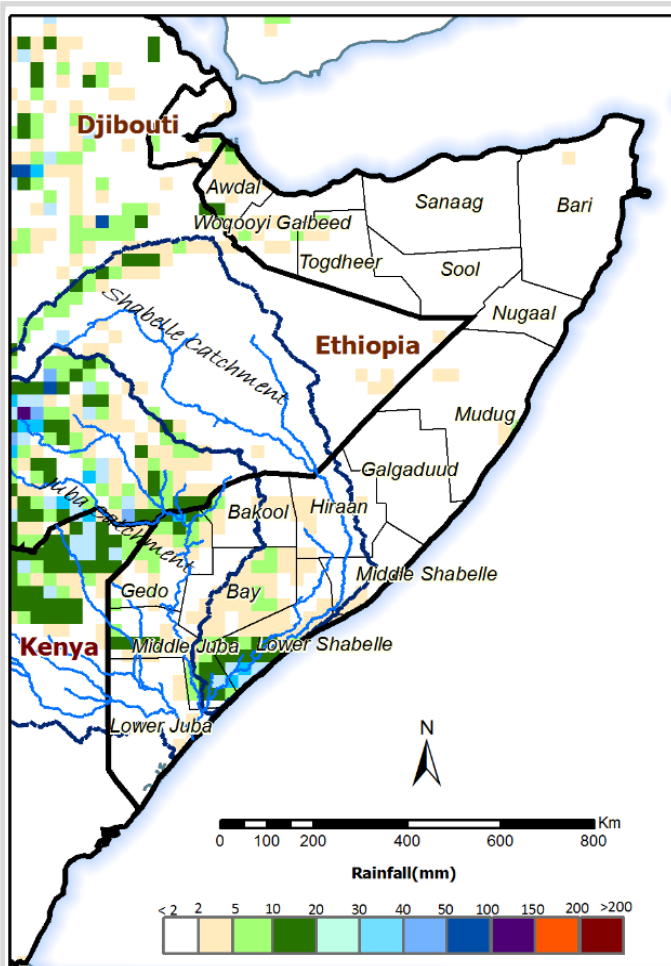 Djibouti
Awdal
Sanaag
Bari
Woqooyi Galbeed
Togdheer
Sool
Nugaal
Shabelle Catchment
Ethiopia
Mudug
Galgaduud
Juba Catchment
Bakool
Hiraan
Middle Shabelle
Gedo
Bay
Kenya
Middle Juba
Lower Shabelle
Lower Juba
N
Km
0 100 200 400 600 800
Rainfall(mm)
< 2 2 5 10 20 30 40 50 100 150 200 >200